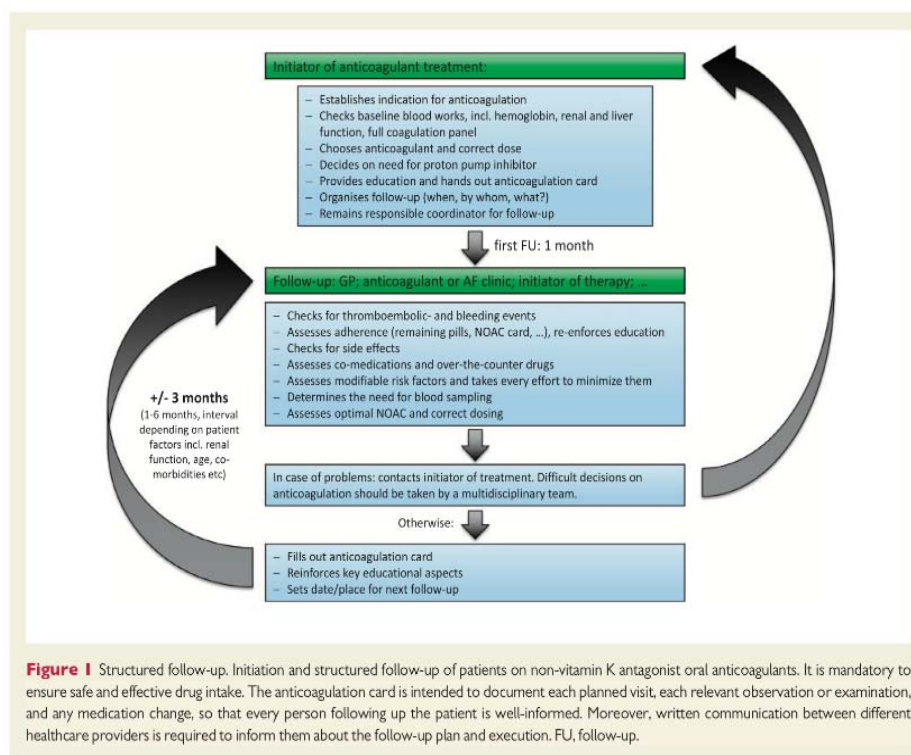 Initiator of anticoagulant treatment:
– Establishes indication for anticoagulation
– Checks baseline blood works, incl. hemoglobin, renal and liver
function, full coagulation panel
– Chooses anticoagulant and correct dose
– Decides on need for proton pump inhibitor
– Provides education and hands out anticoagulation card
– Organises follow-up (when, by whom, what?)
– Remains responsible coordinator for follow-up
first FU: 1 month
Follow-up: GP; anticoagulant or AF clinic; initiator of therapy; ...
– Checks for thromboembolic- and bleeding events
– Assesses adherence (remaining pills, NOAC card, ...), re-enforces education
– Checks for side effects
– Assesses co-medications and over-the-counter drugs
– Assesses modifiable risk factors and takes every effort to minimize them
– Determines the need for blood sampling
– Assesses optimal NOAC and correct dosing
+/- 3 months
(1-6 months, interval
depending on patient
factors incl. renal
function, age, co-
morbidities etc)
In case of problems: contacts initiator of treatment. Difficult decisions on
anticoagulation should be taken by a multidisciplinary team.
Otherwise:
– Fills out anticoagulation card
– Reinforces key educational aspects
– Sets date/place for next follow-up
Figure 1 Structured follow-up. Initiation and structured follow-up of patients on non-vitamin K antagonist oral anticoagulants. It is mandatory to
ensure safe and effective drug intake. The anticoagulation card is intended to document each planned visit, each relevant observation or examination,
and any medication change, so that every person following up the patient is well-informed. Moreover, written communication between different
healthcare providers is required to inform them about the follow-up plan and execution. FU, follow-up.